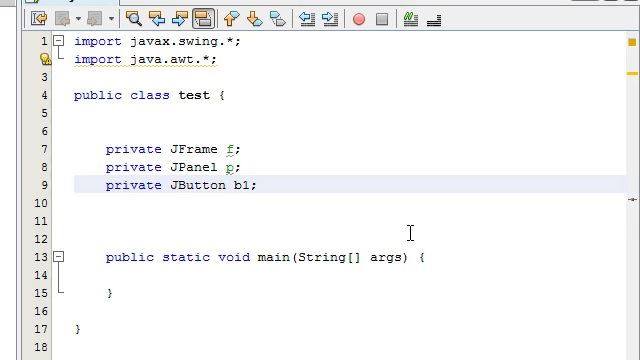 1 import javax.swing.*;
import java.awt.*;
3
4 public class test {
5
6
7 private JFrame f;
8 private JPanel p;
9 private JButton b1;
10
11
12
13 public static void main(String[] args) {
14
15 }
16
17 }
18